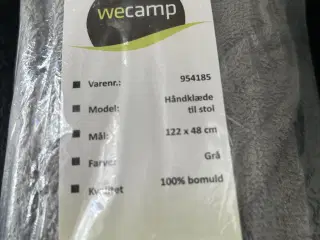 wecamp
Varenr.: 954185
Model: Håndklæde
til stol
Mål: 122 x 48 cm
Farve: Grå
Kvalitet 100% bomuld